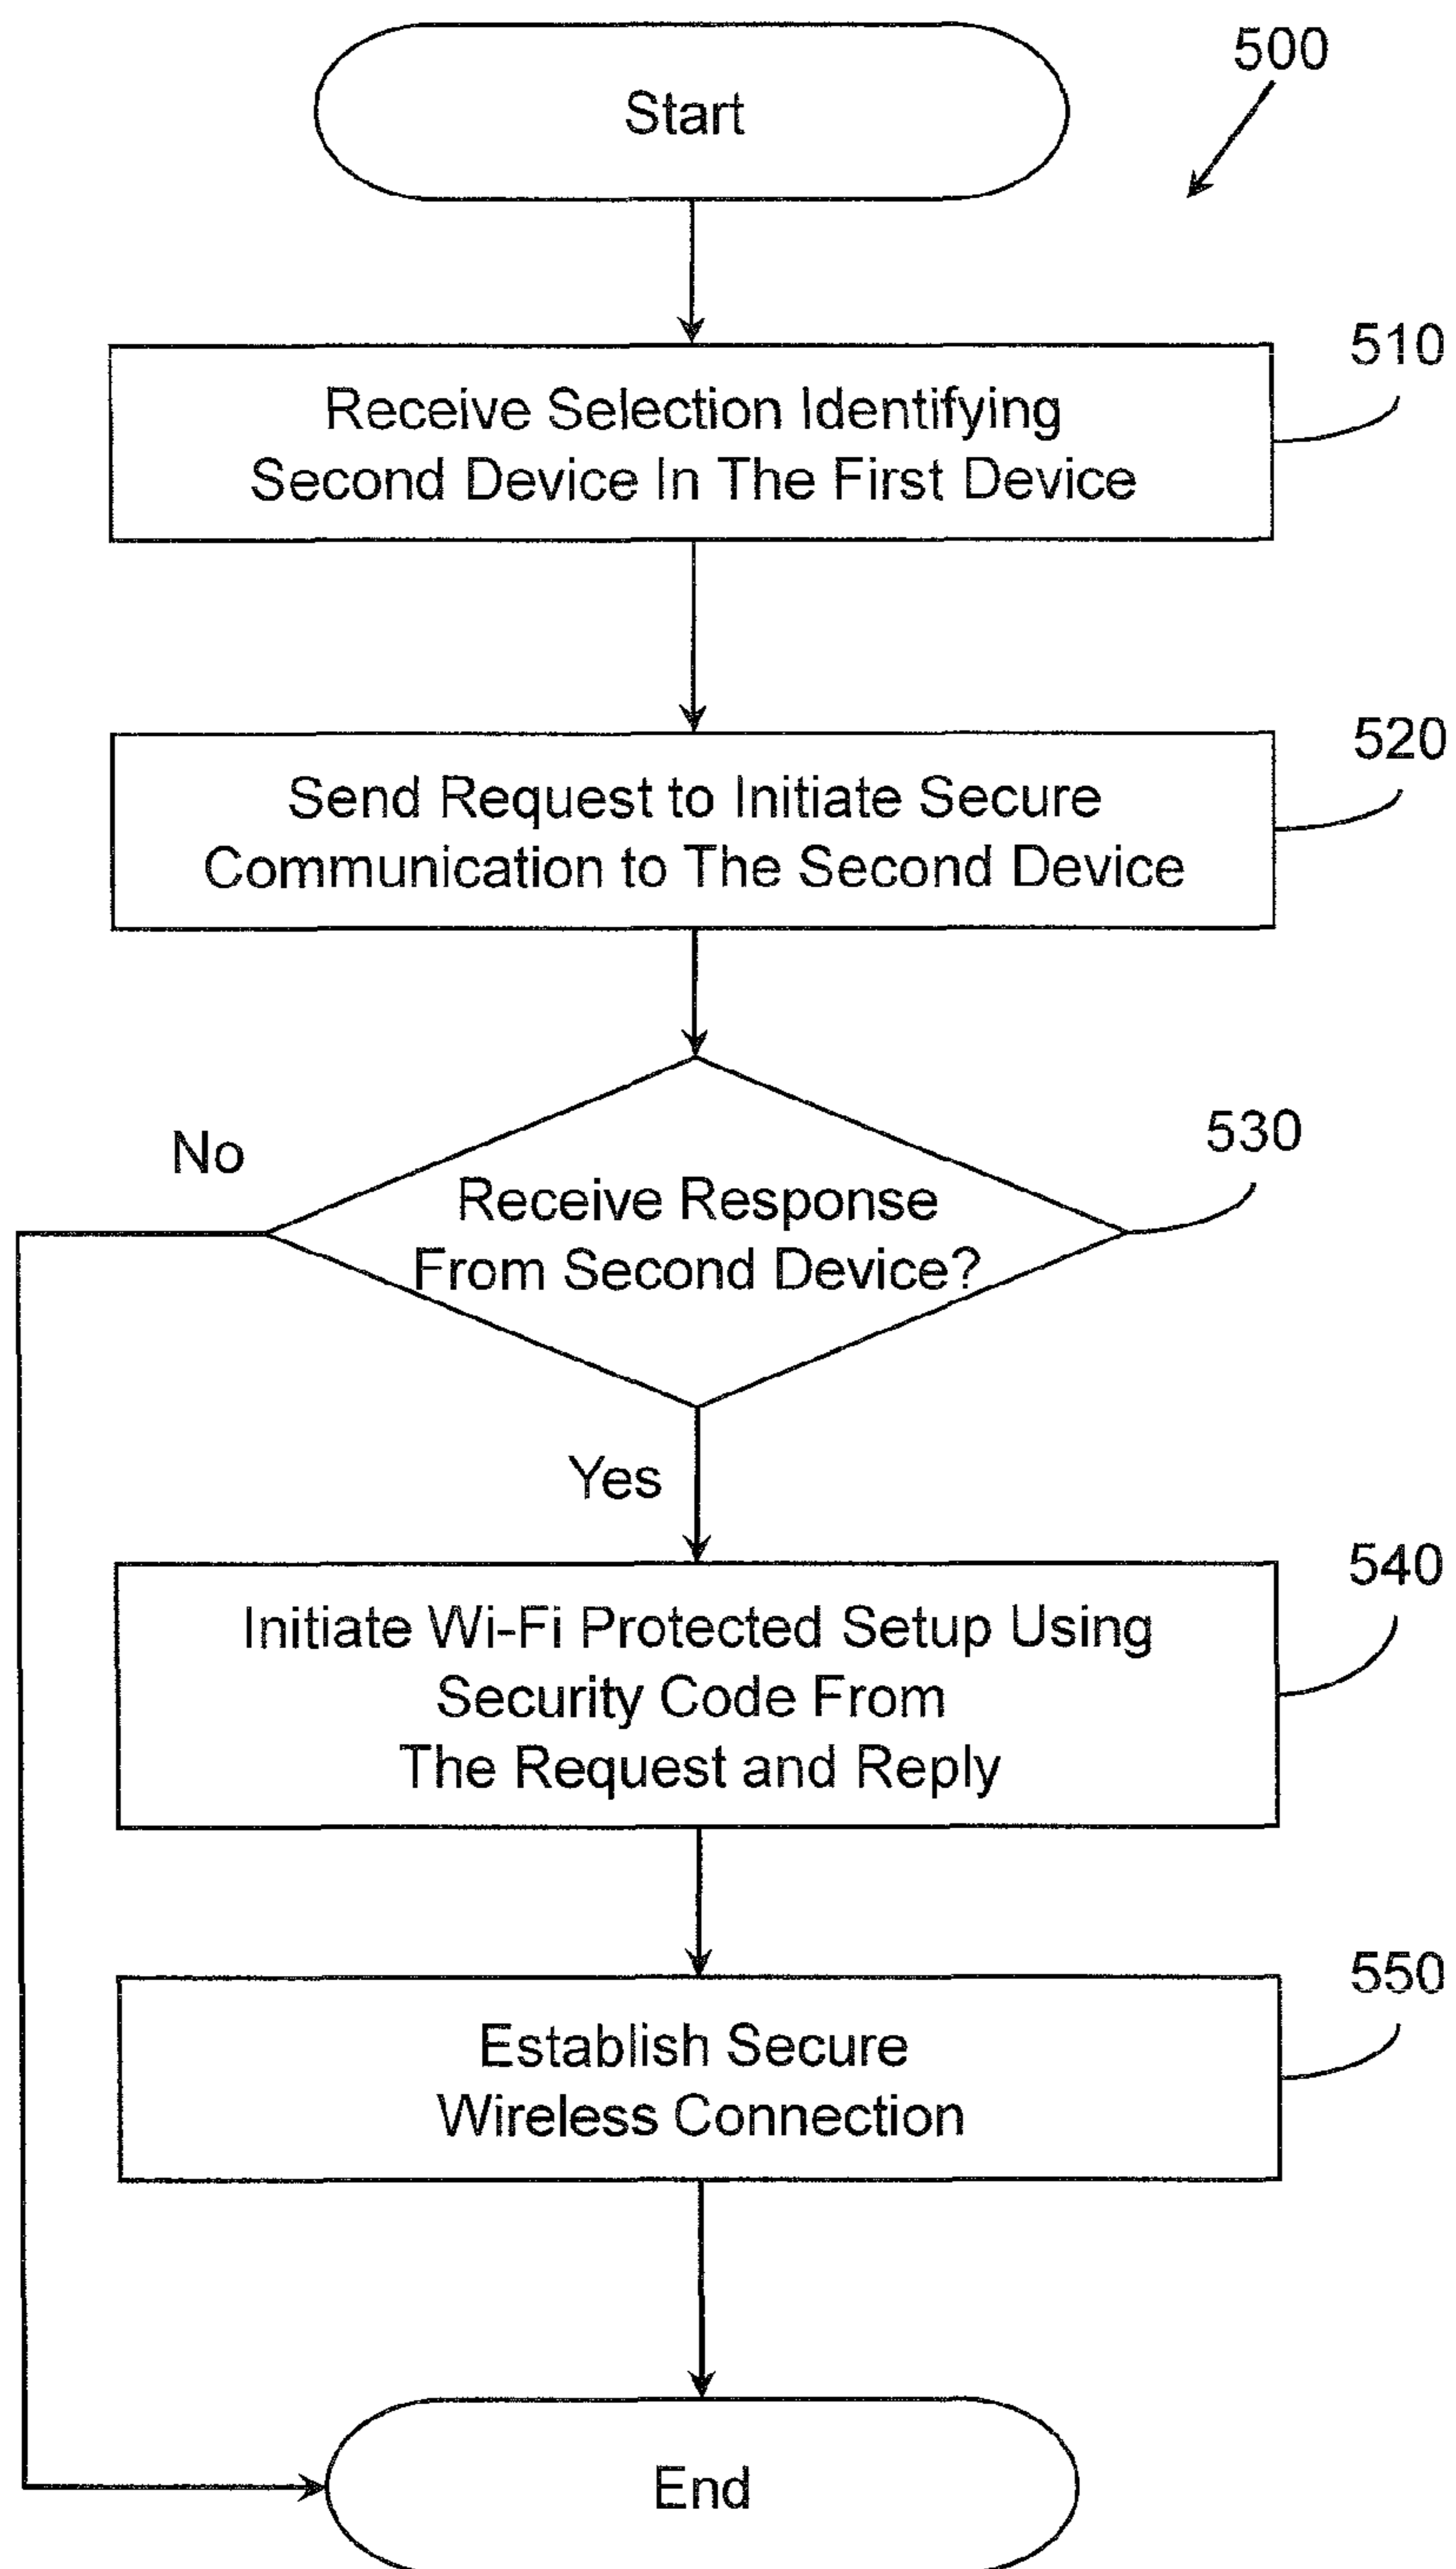 500
Start
510
Receive Selection Identifying
Second Device In The First Device
520
Send Request to Initiate Secure
Communication to The Second Device
No
530
Receive Response
From Second Device?
Yes
540
Initiate Wi-Fi Protected Setup Using
Security Code From
The Request and Reply
550
Establish Secure
Wireless Connection
End